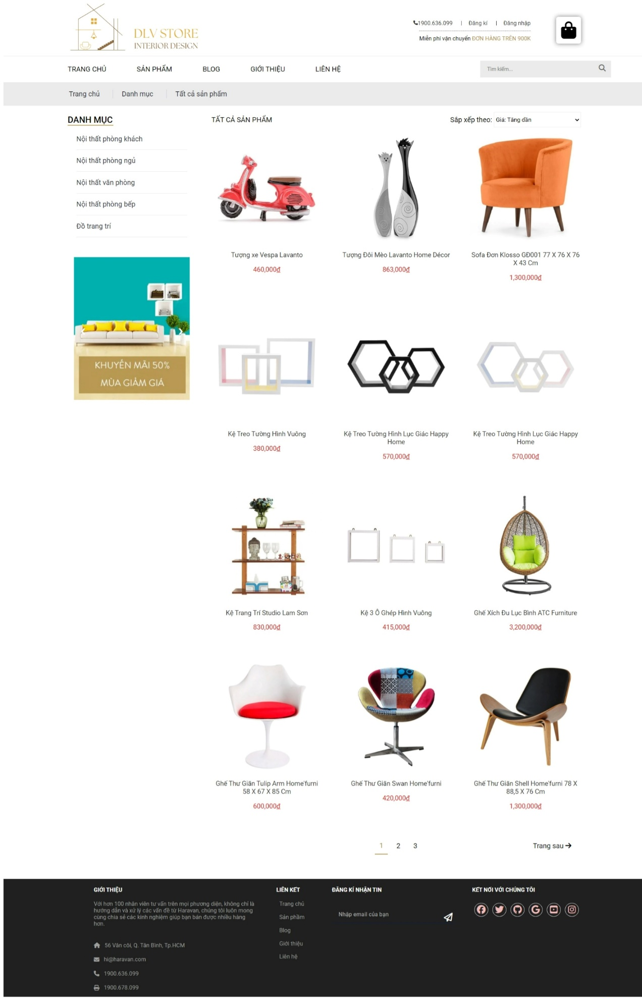 DLV STORE
INTERIOR DESIGN
1900.636.099 | Đăng kí | Đăng nhập
Miễn phí vận chuyển ĐƠN HÀNG TRÊN 900K
TRANG CHỦ SẢN PHẨM BLOG GIỚI THIỆU LIÊN HỆ
Tìm kiếm...
Trang chủ Danh mục Tất cả sản phẩm
DANH MỤC
Nội thất phòng khách
Nội thất phòng ngủ
Nội thất văn phòng
Nội thất phòng bếp
Đồ trang trí
KHUYẾN MÃI 50%
MÙA GIẢM GIÁ
TẤT CẢ SẢN PHẨM
Sắp xếp theo: Giá: Tăng dần
Tượng xe Vespa Lavanto
460,000₫
Tượng Đôi Mèo Lavanto Home Décor
863,000₫
Sofa Đơn Klosso GĐ001 77 X 76 X 76
X 43 Cm
1,300,000₫
Kệ Treo Tường Hình Vuông
380,000₫
Kệ Treo Tường Hình Lục Giác Happy
Home
570,000₫
Kệ Treo Tường Hình Lục Giác Happy
Home
570,000₫
Kệ Trang Trí Studio Lam Sơn
830,000₫
Kệ 3 Ô Ghép Hình Vuông
415,000₫
Ghế Xích Đu Lục Bình ATC Furniture
3,200,000₫
Ghế Thư Giãn Tulip Arm Home'furni
58 X 67 X 85 Cm
600,000₫
Ghế Thư Giãn Swan Home'furni
420,000₫
Ghế Thư Giãn Shell Home'furni 78 X
88,5 X 76 Cm
1,300,000₫
1 2 3
Trang sau
GIỚI THIỆU
Với hơn 100 nhân viên tư vấn trên mọi phương diện, không chỉ là
hướng dẫn và xử lý các vấn đề từ Haravan, chúng tôi luôn mong
cùng chia sẻ các kinh nghiệm giúp bạn bán được nhiều hàng
hơn.
56 Vân côi, Q. Tân Bình, Tp.HCM
hi@haravan.com
1900.636.099
1900.678.099
LIÊN KẾT
Trang chủ
Sản phầm
Blog
Giới thiệu
Liên hệ
ĐĂNG KÍ NHẬN TIN
Nhập email của bạn
KẾT NỐI VỚI CHÚNG TÔI